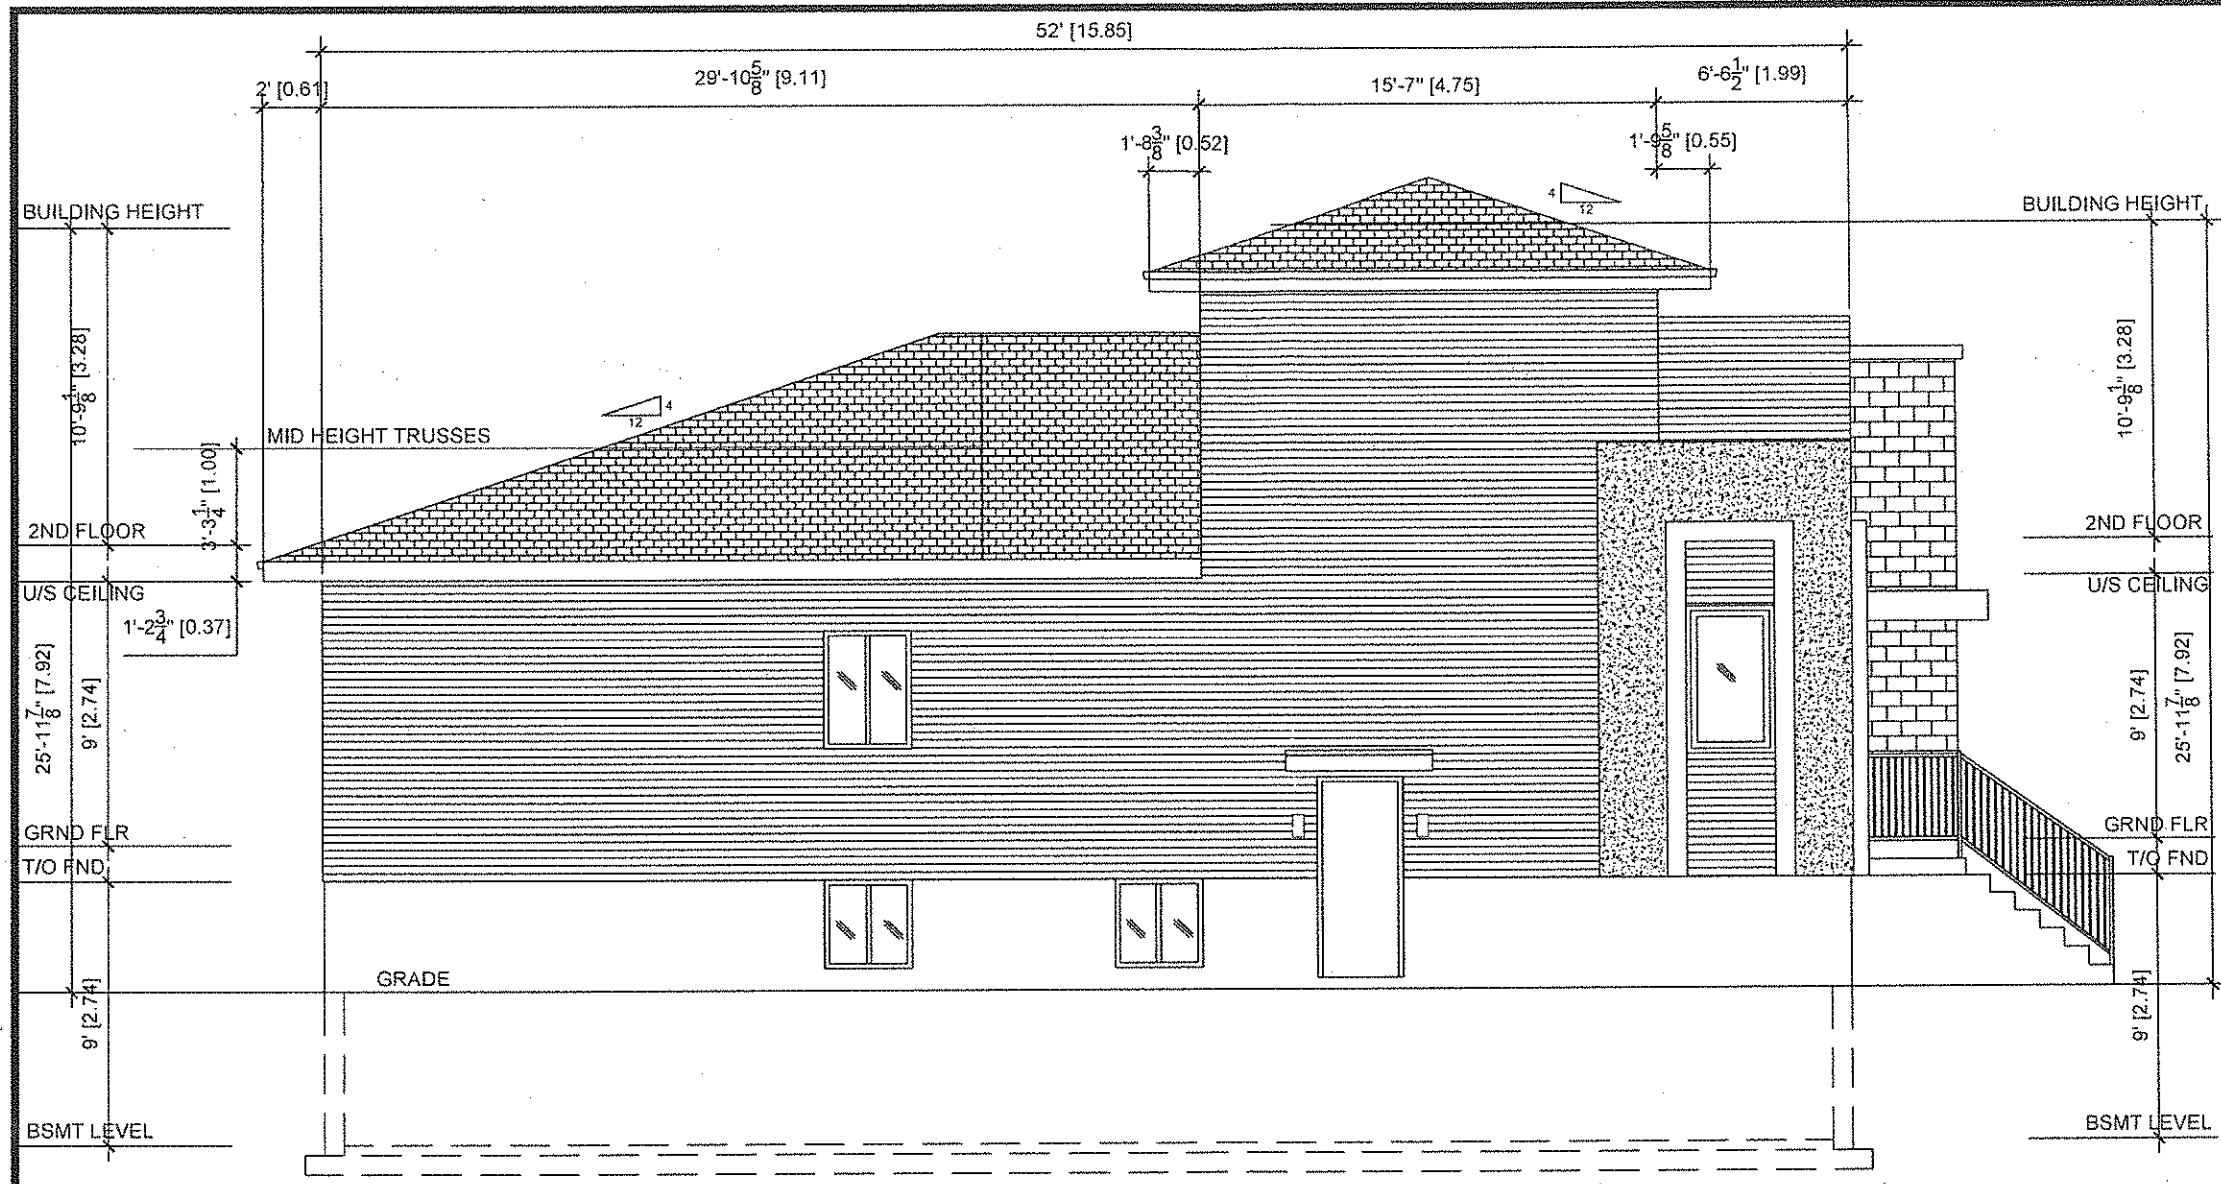 52' [15.85]
2' [0.61]
29'-10 5/8" [9.11]
15'-7" [4.75]
6'-6 1/2" [1.99]
1'-8 3/8" [0.52]
1'-9 5/8" [0.55]
4
12
BUILDING HEIGHT
BUILDING HEIGHT
10'-9 1/8" [3.28]
10'-9 1/8" [3.28]
4
12
MID HEIGHT TRUSSES
3'-3 1/4" [1.00]
2ND FLOOR
2ND FLOOR
U/S CEILING
U/S CEILING
1'-2 3/4" [0.37]
25'-11 7/8" [7.92]
9' [2.74]
9' [2.74]
25'-11 7/8" [7.92]
GRND FLR
GRND FLR
T/O FND
T/O FND
GRADE
9' [2.74]
9' [2.74]
BSMT LEVEL
BSMT LEVEL